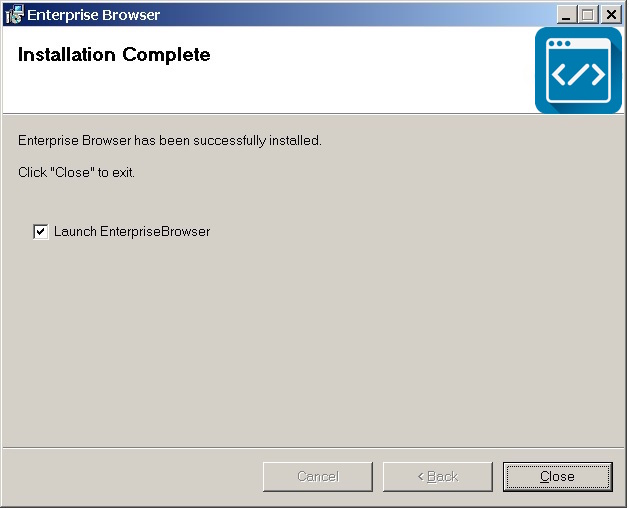 Enterprise Browser
Installation Complete
</>
Enterprise Browser has been successfully installed.
Click "Close" to exit.
Launch EnterpriseBrowser
Cancel
< Back
Close